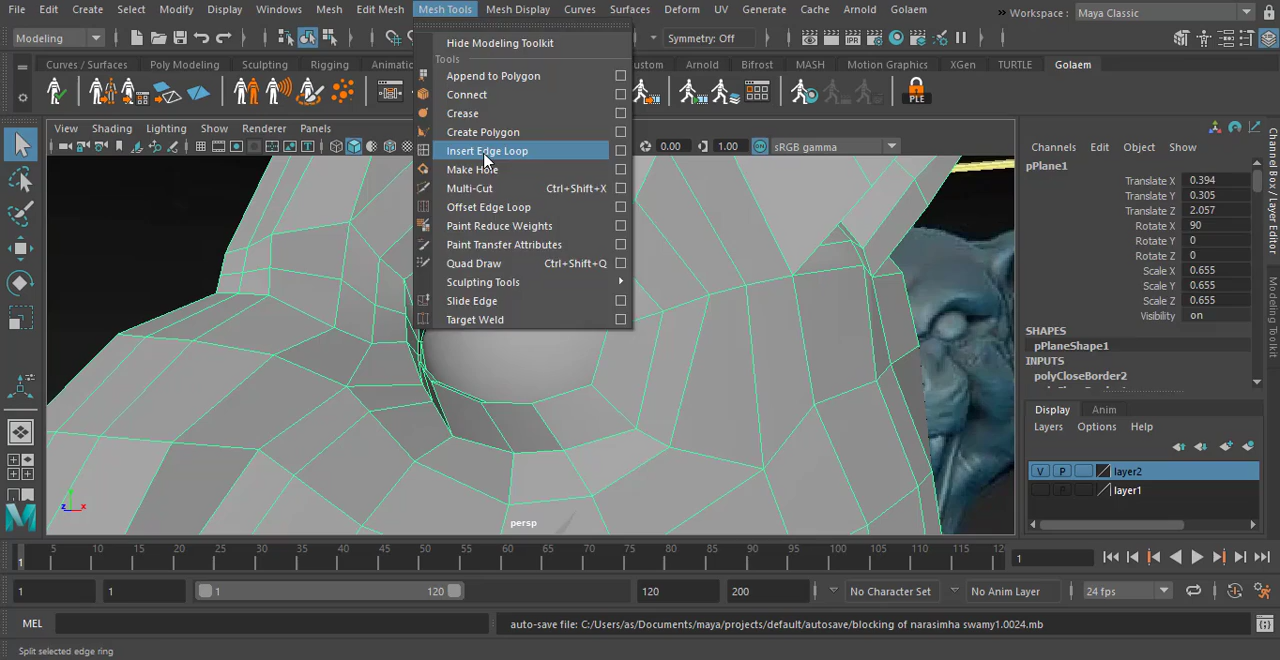 File Edit Create Select Modify Display Windows Mesh Edit Mesh Mesh Tools Mesh Display Curves Surfaces Deform UV Generate Cache Arnold Golaem Workspace: Maya Classic
Modeling Symmetry: Off
Curves / Surfaces Poly Modeling Sculpting Rigging Arnold Bifrost MASH Motion Graphics XGen TURTLE Golaem
PLE
View Shading Lighting Show Renderer Panels
0.00 1.00 ON sRGB gamma
Hide Modeling Toolkit
Tools
Append to Polygon
Connect
Crease
Create Polygon
Insert Edge Loop
Make Hole
Multi-Cut Ctrl+Shift+X
Offset Edge Loop
Paint Reduce Weights
Paint Transfer Attributes
Quad Draw Ctrl+Shift+Q
Sculpting Tools
Slide Edge
Target Weld
Channels Edit Object Show
pPlane1
Translate X 0.394
Translate Y 0.305
Translate Z 2.057
Rotate X 90
Rotate Y 0
Rotate Z 0
Scale X 0.655
Scale Y 0.655
Scale Z 0.655
Visibility on
SHAPES
pPlaneShape1
INPUTS
polyCloseBorder2
Display Anim
Layers Options Help
V P layer2
P layer1
Channel Box / Layer Editor
Modeling Toolkit
Y Z X
persp
5 10 15 20 25 30 35 40 45 50 55 60 65 70 75 80 85 90 95 100 105 110 115 120
1 1
1 1 1 120 120 200 No Character Set No Anim Layer 24 fps
MEL auto-save file: C:/Users/as/Documents/maya/projects/default/autosave/blocking of narasimha swamy1.0024.mb
Split selected edge ring